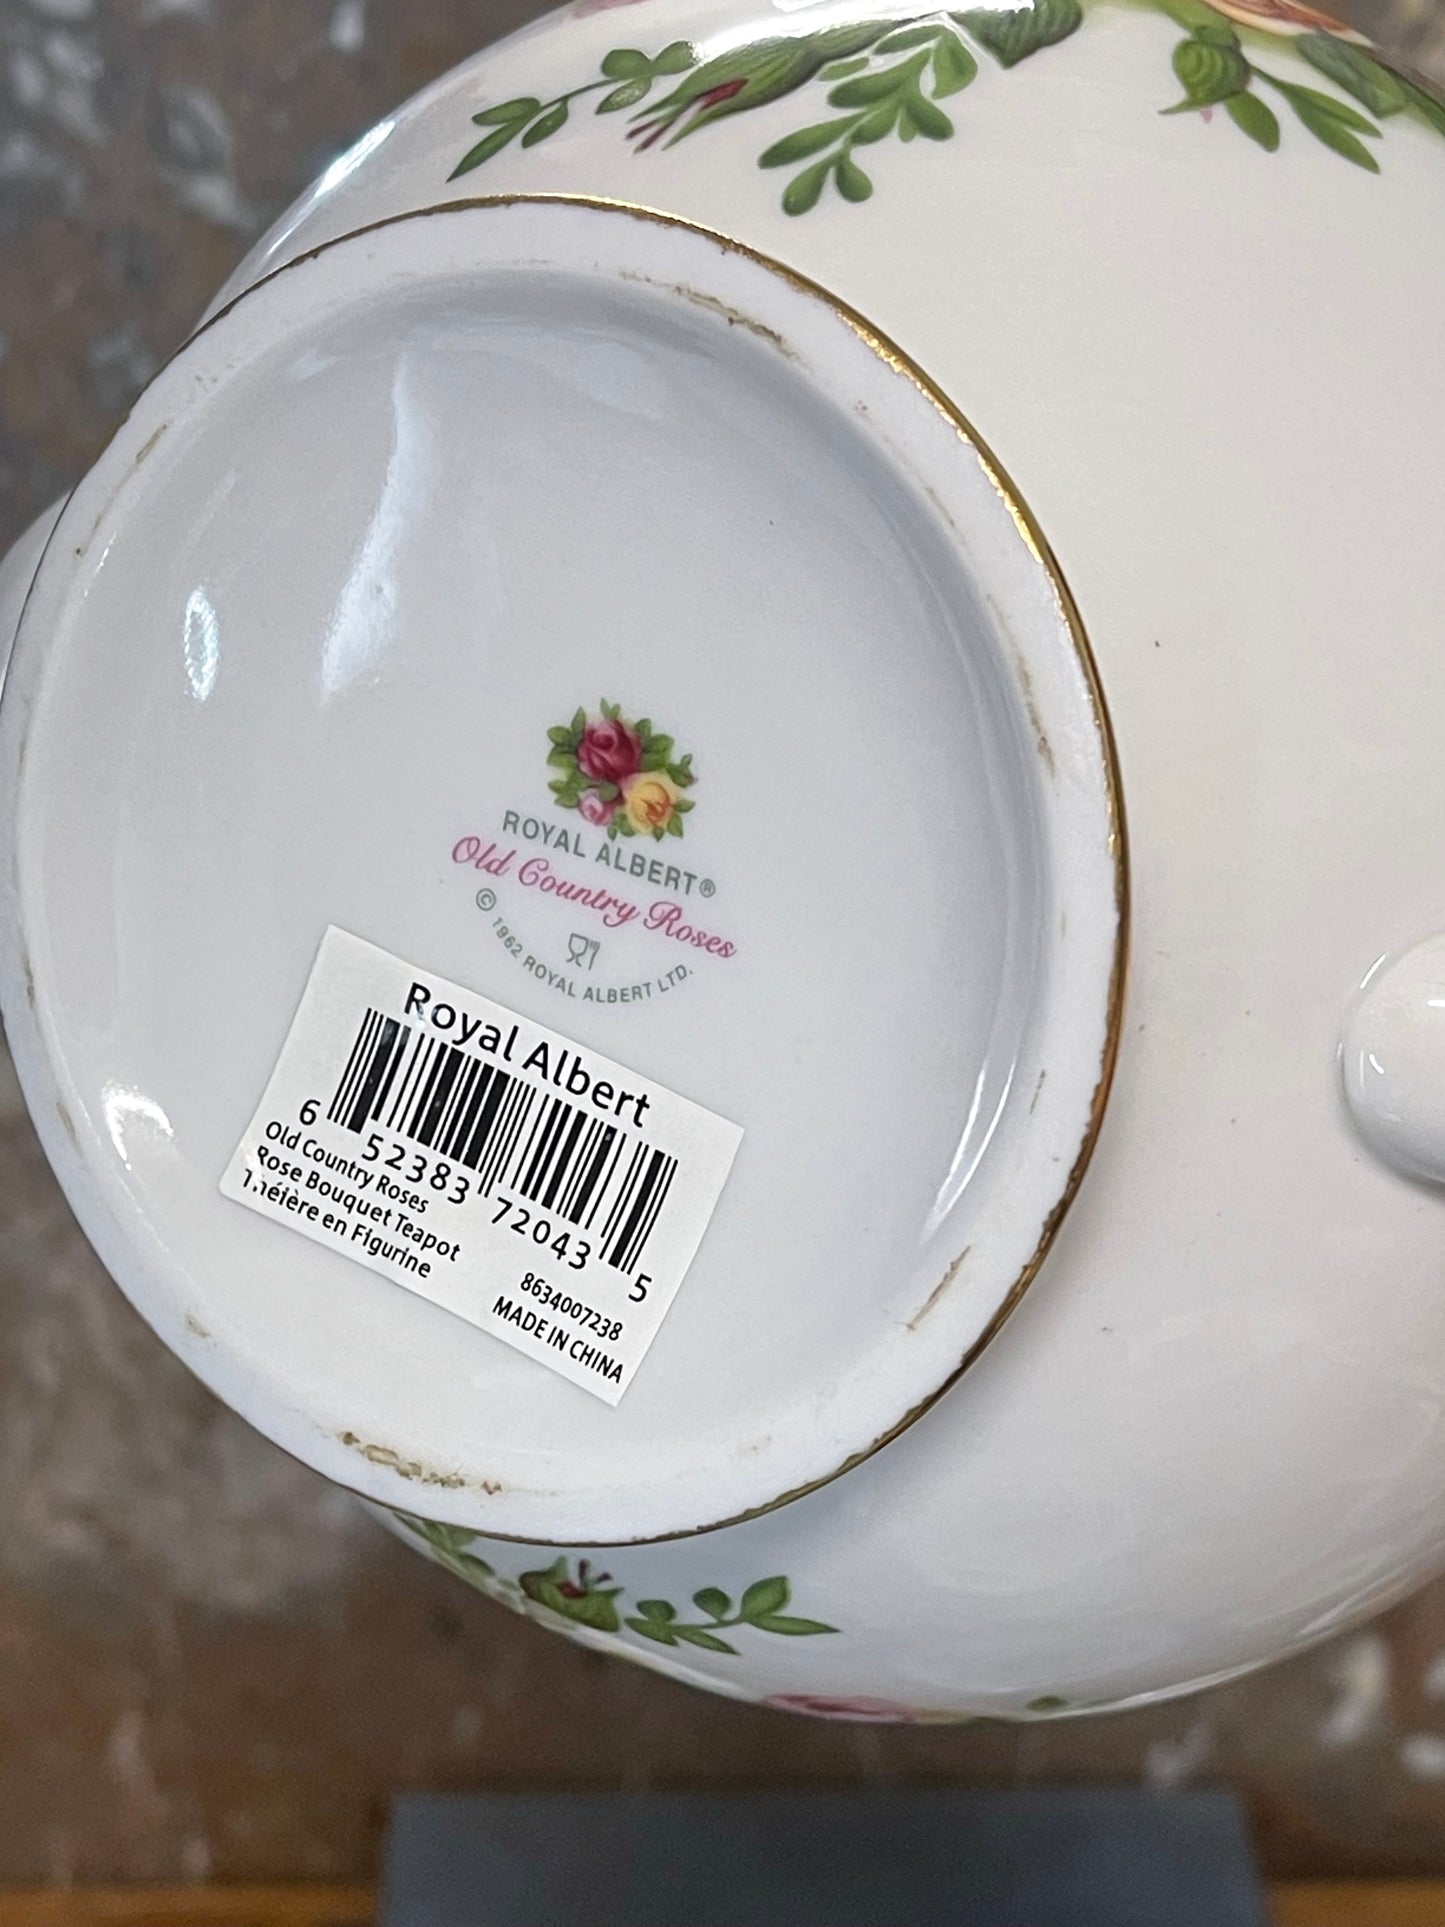 ROYAL ALBERT®
Old Country Roses
© 1962 ROYAL ALBERT LTD.
Royal Albert
6 52383 72043 5
Old Country Roses
Rose Bouquet Teapot
Théière en Figurine
8634007238
MADE IN CHINA